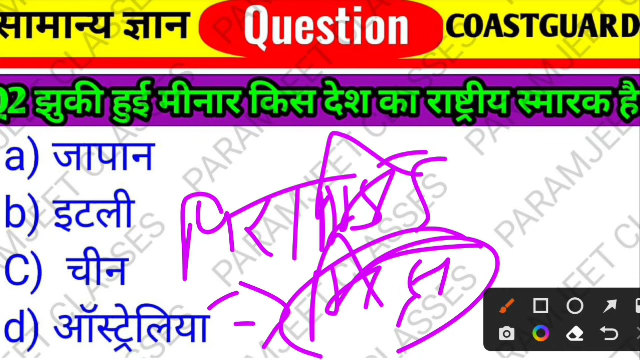 सामान्य ज्ञान Question COASTGUARD
Q2 झुकी हुई मीनार किस देश का राष्ट्रीय स्मारक है
a) जापान
b) इटली
C) चीन
d) ऑस्ट्रेलिया
PARAMJEET CLASSES